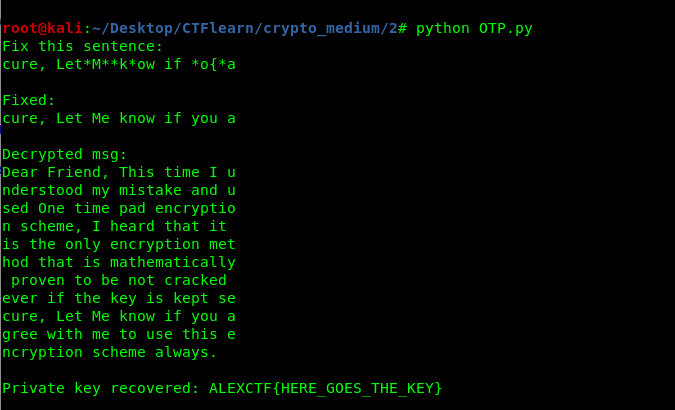 root@kali:~/Desktop/CTFlearn/crypto_medium/2# python OTP.py
Fix this sentence:
cure, Let*M**k*ow if *o{*a
Fixed:
cure, Let Me know if you a
Decrypted msg:
Dear Friend, This time I u
nderstood my mistake and u
sed One time pad encryptio
n scheme, I heard that it
is the only encryption met
hod that is mathematically
 proven to be not cracked
ever if the key is kept se
cure, Let Me know if you a
gree with me to use this e
ncryption scheme always.
Private key recovered: ALEXCTF{HERE_GOES_THE_KEY}